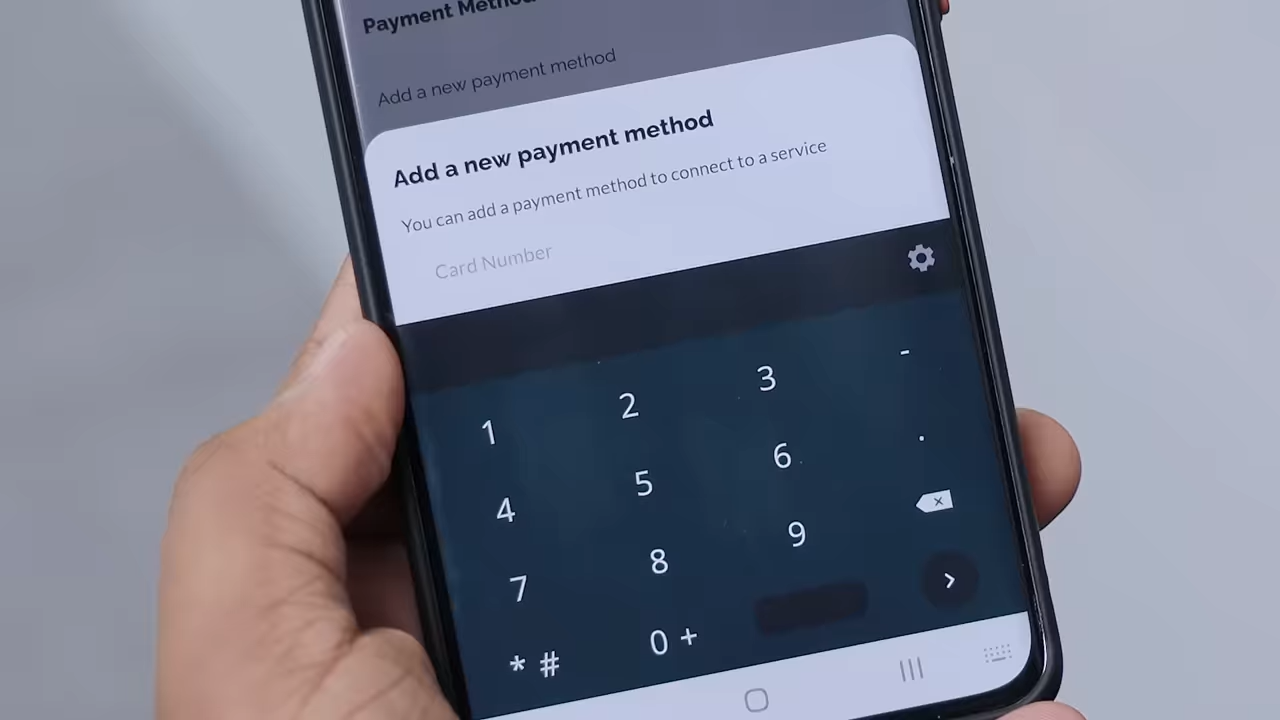 Payment Method
Add a new payment method
Add a new payment method
You can add a payment method to connect to a service
Card Number
1 2 3 -
4 5 6 .
7 8 9
* # 0 +